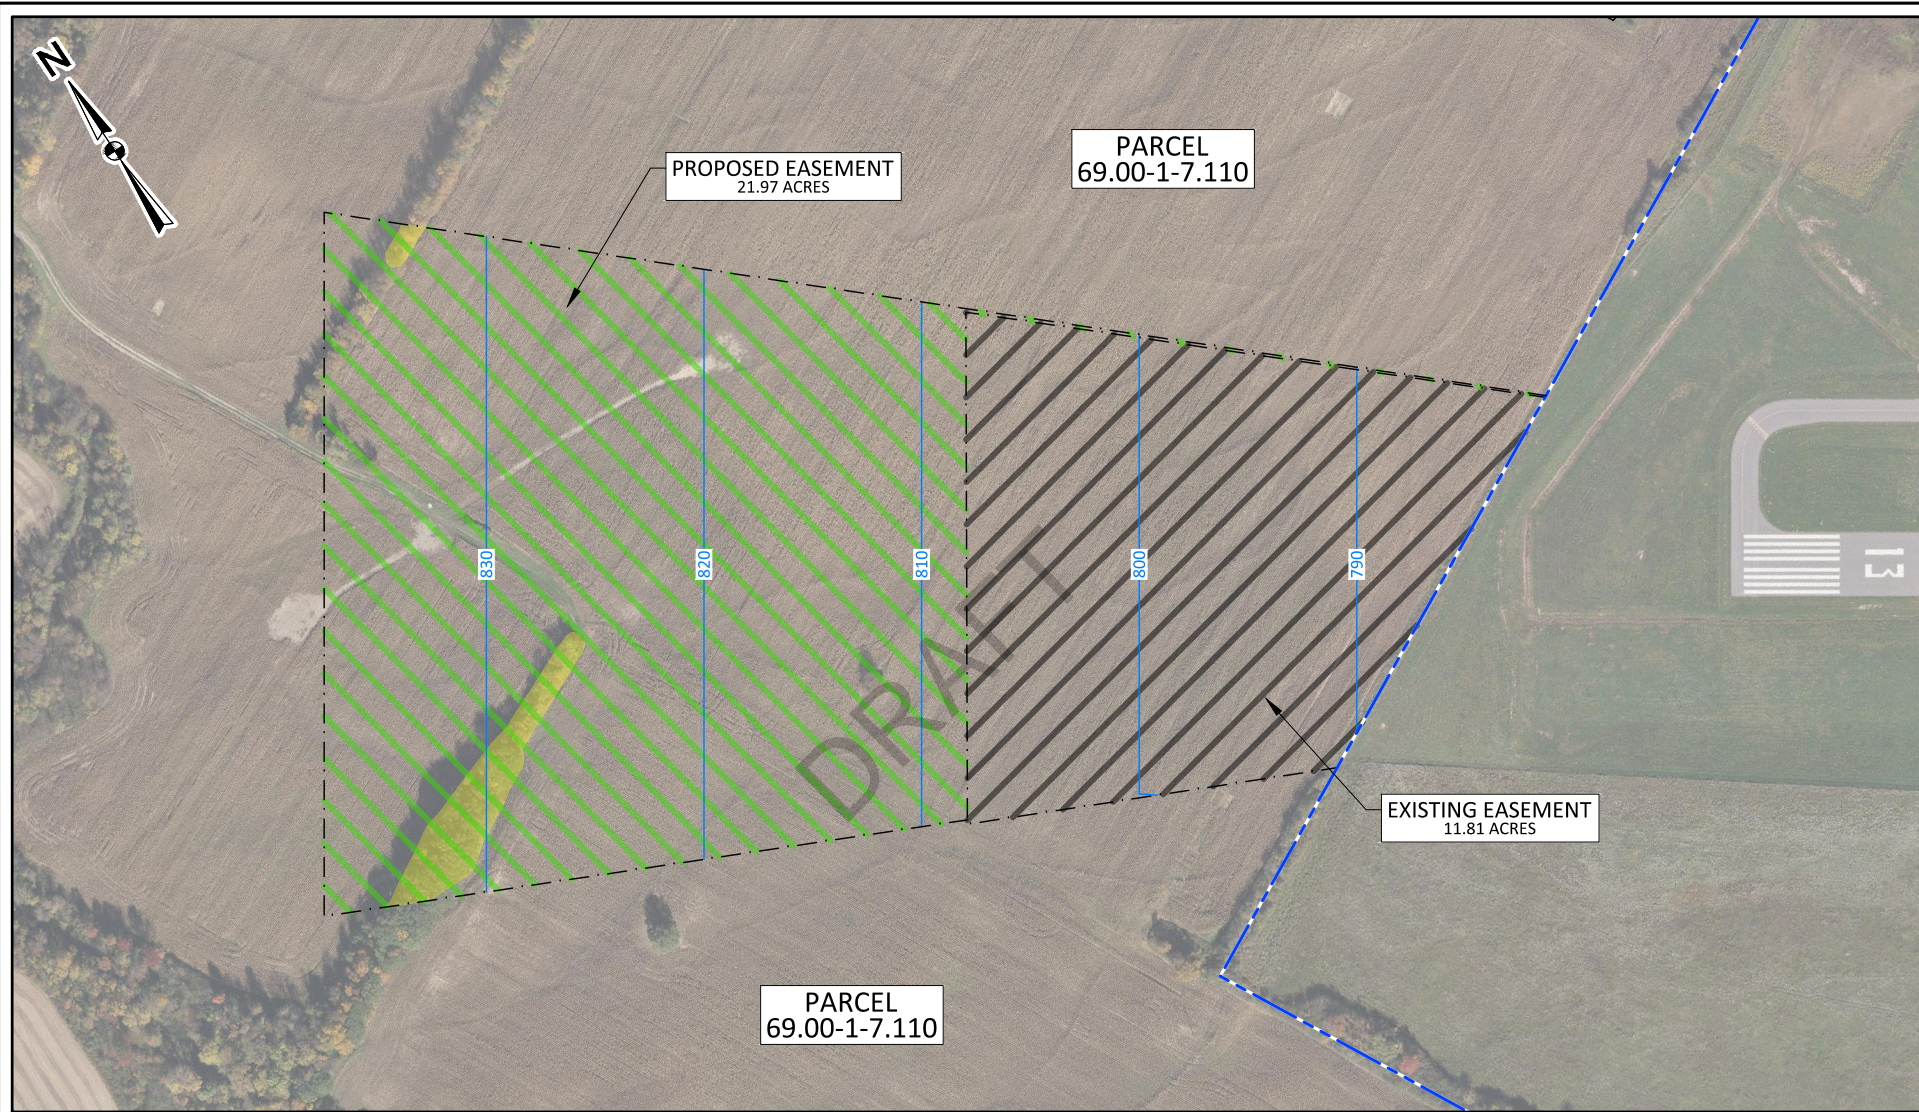 N
PARCEL
69.00-1-7.110
PROPOSED EASEMENT
21.97 ACRES
830
820
810
800
790
13
DRAFT
EXISTING EASEMENT
11.81 ACRES
PARCEL
69.00-1-7.110